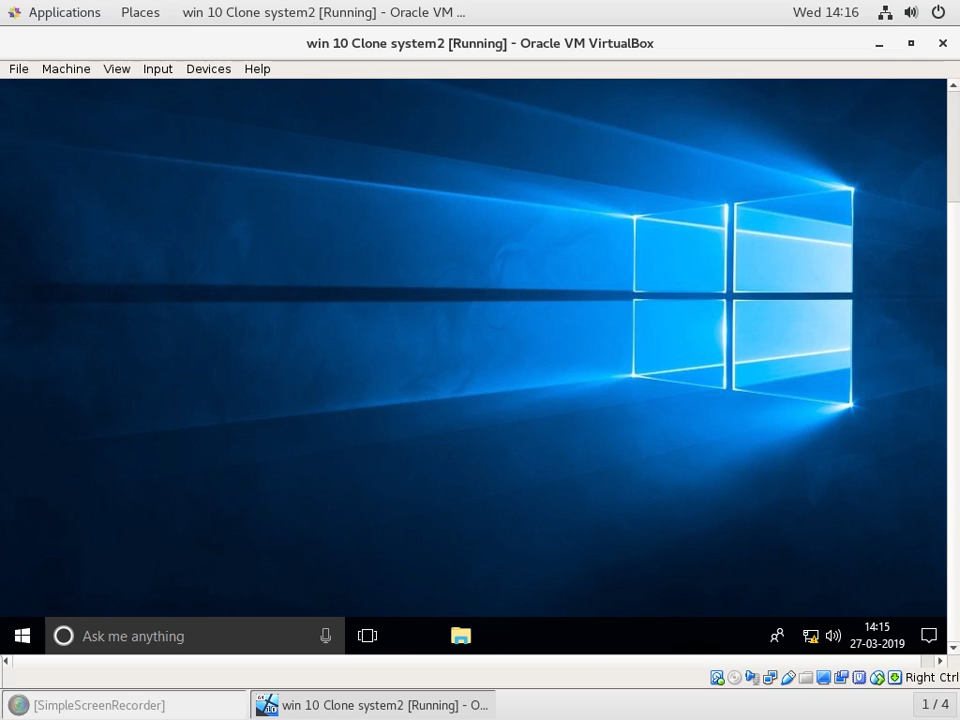 Applications Places win 10 Clone system2 [Running] - Oracle VM ... Wed 14:16
win 10 Clone system2 [Running] - Oracle VM VirtualBox
File Machine View Input Devices Help
Ask me anything
14:15
27-03-2019
Right Ctrl
[SimpleScreenRecorder] win 10 Clone system2 [Running] - O... 1 / 4